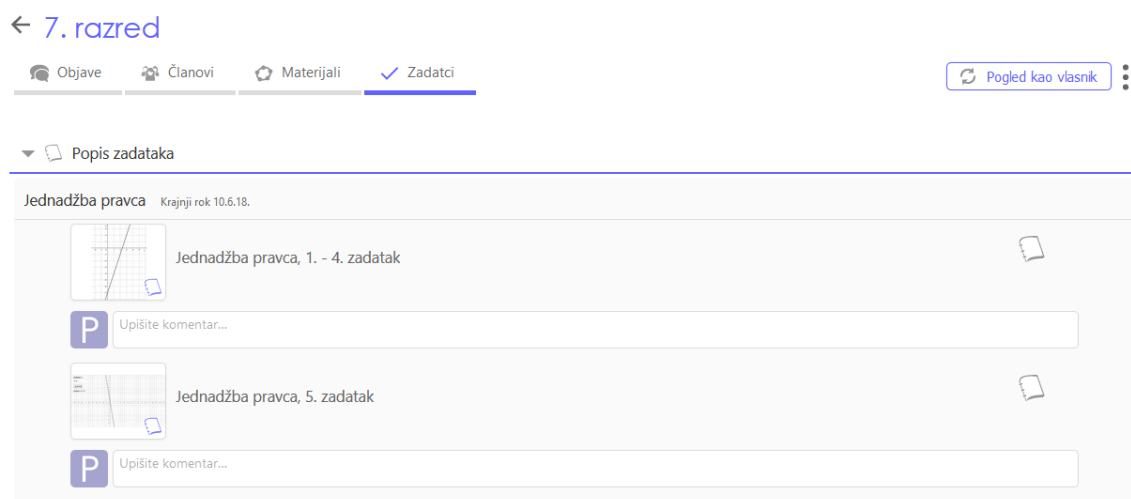 7. razred
Objave Članovi Materijali Zadatci Pogled kao vlasnik
Popis zadataka
Jednadžba pravca Krajnji rok 10.6.18.
Jednadžba pravca, 1. - 4. zadatak
P Upišite komentar...
Jednadžba pravca, 5. zadatak
P Upišite komentar...